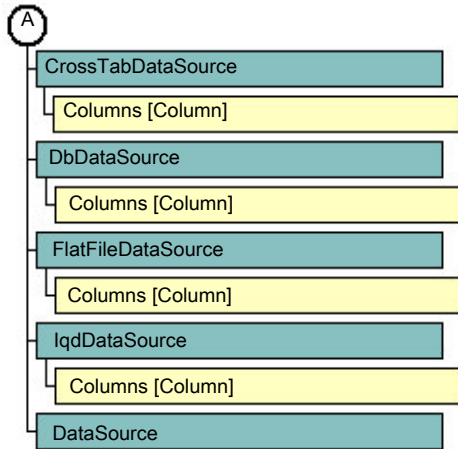 A
CrossTabDataSource
Columns [Column]
DbDataSource
Columns [Column]
FlatFileDataSource
Columns [Column]
IqdDataSource
Columns [Column]
DataSource